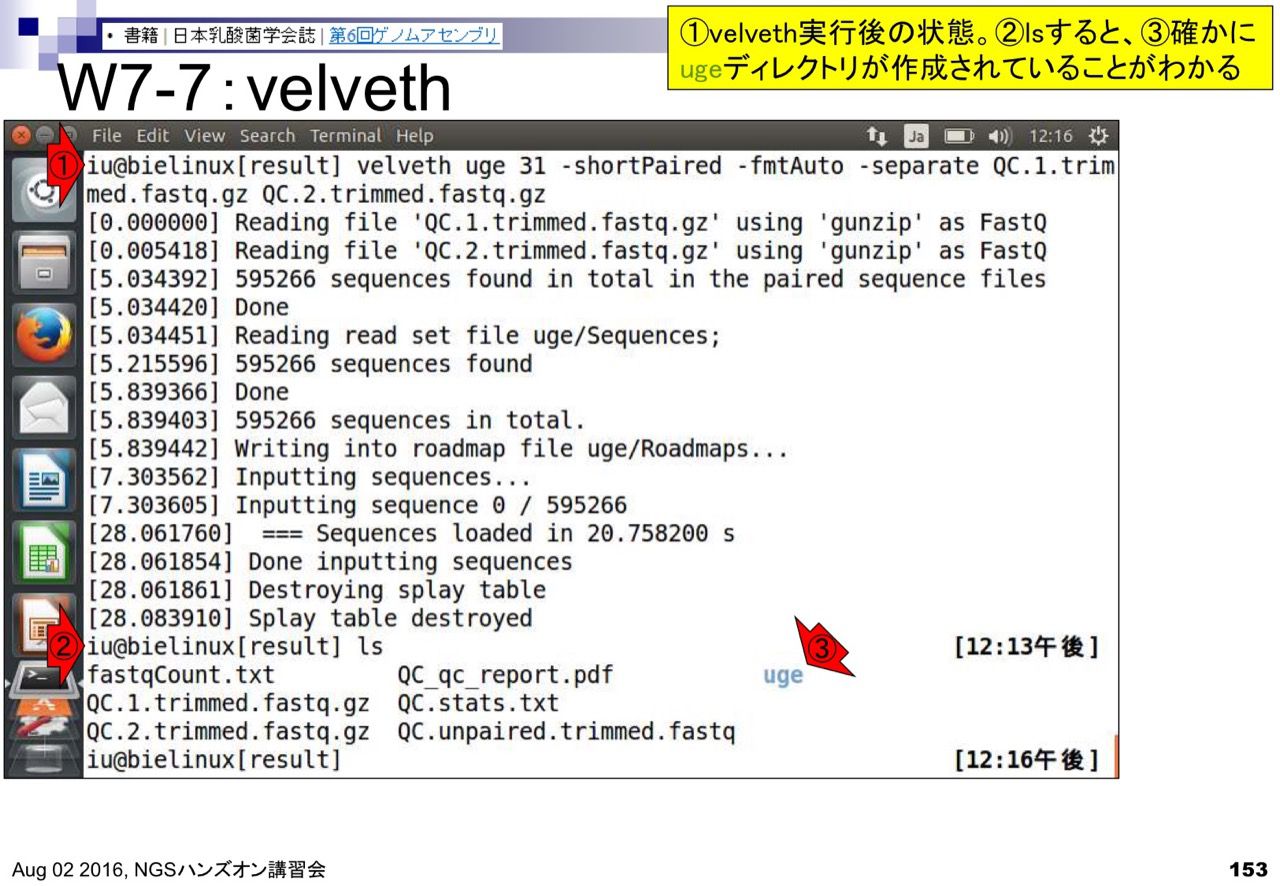 • 書籍 | 日本乳酸菌学会誌 | 第6回ゲノムアセンブリ
①velveth実行後の状態。②lsすると、③確かに
ugeディレクトリが作成されていることがわかる
W7-7：velveth
File Edit View Search Terminal Help
Ja 12:16
①
iu@bielinux[result] velveth uge 31 -shortPaired -fmtAuto -separate QC.1.trim
med.fastq.gz QC.2.trimmed.fastq.gz
[0.000000] Reading file 'QC.1.trimmed.fastq.gz' using 'gunzip' as FastQ
[0.005418] Reading file 'QC.2.trimmed.fastq.gz' using 'gunzip' as FastQ
[5.034392] 595266 sequences found in total in the paired sequence files
[5.034420] Done
[5.034451] Reading read set file uge/Sequences;
[5.215596] 595266 sequences found
[5.839366] Done
[5.839403] 595266 sequences in total.
[5.839442] Writing into roadmap file uge/Roadmaps...
[7.303562] Inputting sequences...
[7.303605] Inputting sequence 0 / 595266
[28.061760]  === Sequences loaded in 20.758200 s
[28.061854] Done inputting sequences
[28.061861] Destroying splay table
[28.083910] Splay table destroyed
②
iu@bielinux[result] ls [12:13午後]
③
fastqCount.txt QC_qc_report.pdf uge
QC.1.trimmed.fastq.gz QC.stats.txt
QC.2.trimmed.fastq.gz QC.unpaired.trimmed.fastq
iu@bielinux[result] [12:16午後]
Aug 02 2016, NGSハンズオン講習会
153